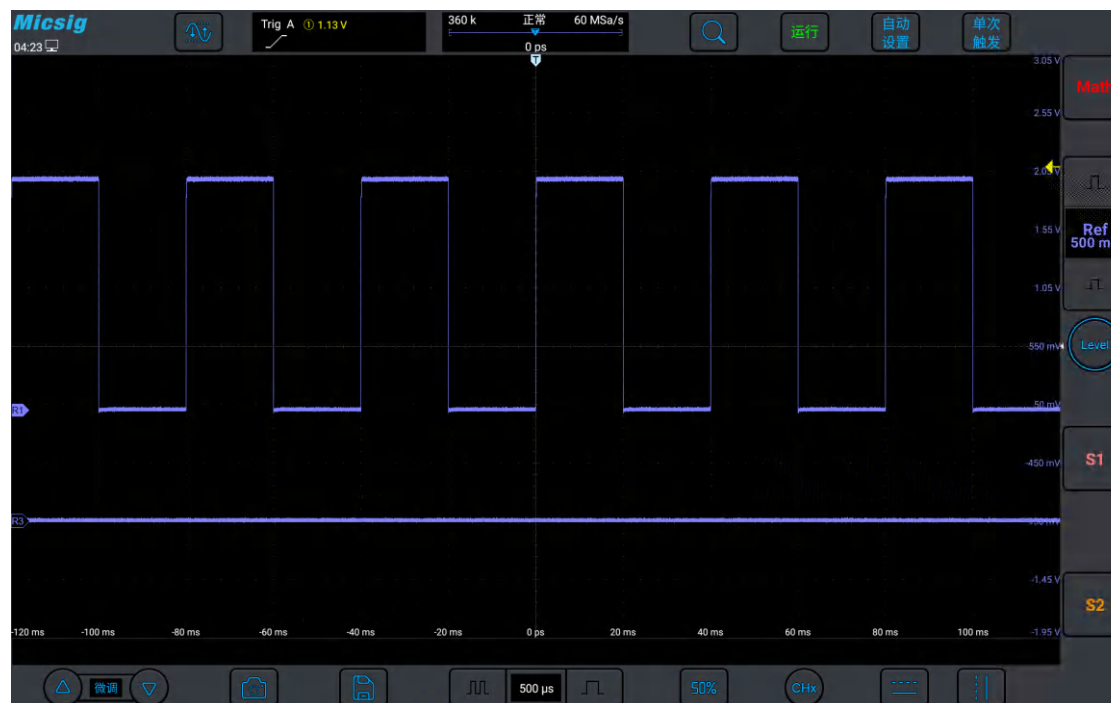 Micsig
04:23
Trig A ① 1.13 V
360 k 正常 60 MSa/s
0 ps
运行
自动
设置
单次
触发
T
3.05 V
Math
2.55 V
1.55 V
Ref
500 m
1.05 V
550 mV
Level
R1
50 mV
-450 mV
S1
R3
-1.45 V
S2
-120 ms -100 ms -80 ms -60 ms -40 ms -20 ms 0 ps 20 ms 40 ms 60 ms 80 ms 100 ms -1.95 V
微调
500 μs
50%
CHx